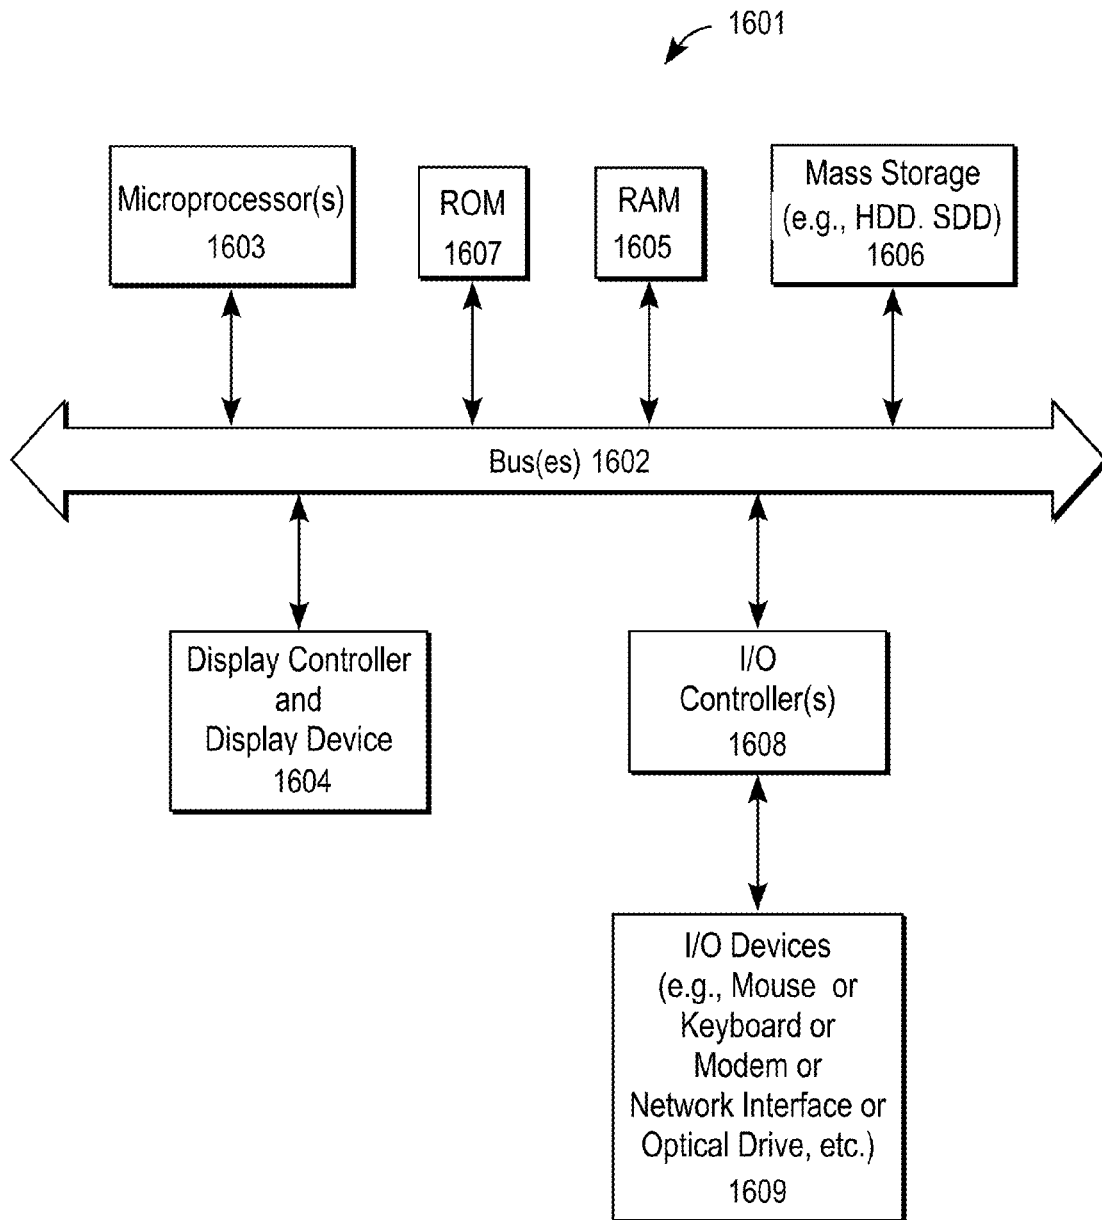 1601
Microprocessor(s)
1603
ROM
1607
RAM
1605
Mass Storage
(e.g., HDD. SDD)
1606
Bus(es) 1602
Display Controller
and
Display Device
1604
I/O
Controller(s)
1608
I/O Devices
(e.g., Mouse or
Keyboard or
Modem or
Network Interface or
Optical Drive, etc.)
1609